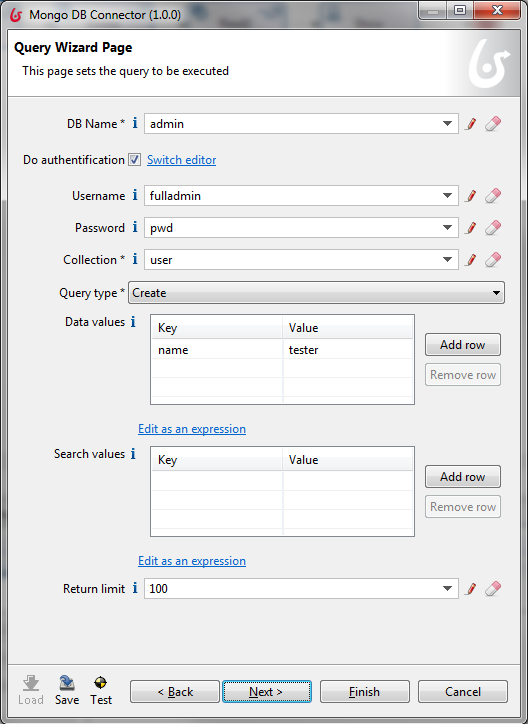 Mongo DB Connector (1.0.0)
Query Wizard Page
This page sets the query to be executed
DB Name * i admin
Do authentification Switch editor
Username i fulladmin
Password i pwd
Collection * i user
Query type * Create
Data values i Key Value
Add row
name tester
Remove row
Edit as an expression
Search values i Key Value
Add row
Remove row
Edit as an expression
Return limit i 100
Load Save Test < Back Next > Finish Cancel